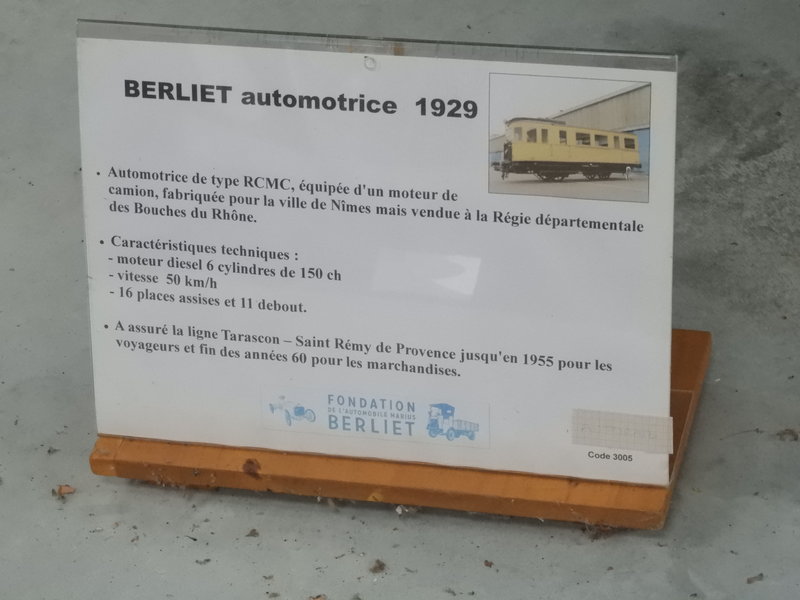 BERLIET automotrice 1929
• Automotrice de type RCMC, équipée d'un moteur de
camion, fabriquée pour la ville de Nîmes mais vendue à la Régie départementale
des Bouches du Rhône.
• Caractéristiques techniques :
- moteur diesel 6 cylindres de 150 ch
- vitesse 50 km/h
- 16 places assises et 11 debout.
• A assuré la ligne Tarascon – Saint Rémy de Provence jusqu'en 1955 pour les
voyageurs et fin des années 60 pour les marchandises.
FONDATION
DE L'AUTOMOBILE MARIUS
BERLIET
Code 3005